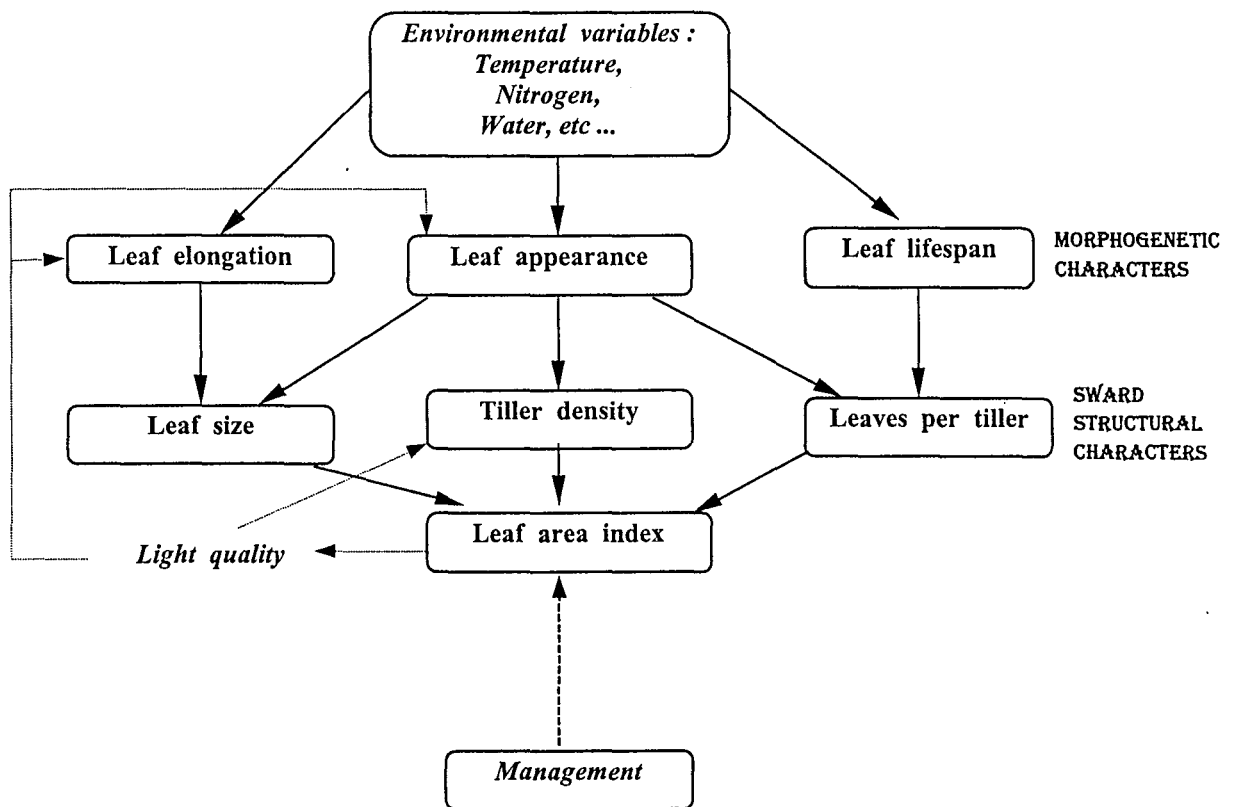 Environmental variables :
Temperature,
Nitrogen,
Water, etc ...
Leaf elongation
Leaf appearance
Leaf lifespan
MORPHOGENETIC
CHARACTERS
Leaf size
Tiller density
Leaves per tiller
SWARD
STRUCTURAL
CHARACTERS
Light quality
Leaf area index
Management